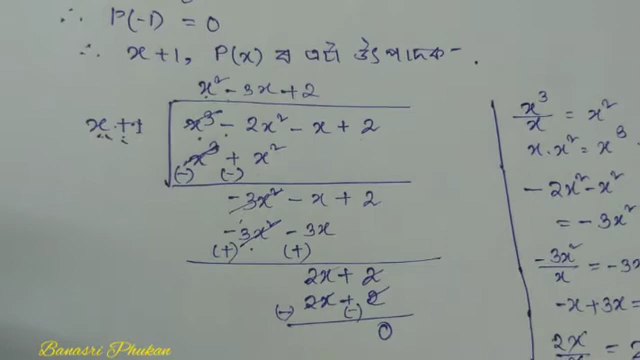 ∴ P(-1) = 0
∴ x+1, P(x) ৰ এটা উৎপাদক-.
x² - 3x + 2
x+1
x³ - 2x² - x + 2
x³ + x²
(-) (-)
-3x² - x + 2
-3x² - 3x
(+) (+)
2x + 2
2x + 2
(-) (-)
0
x³/x = x²
x·x² = x³
-2x²-x²
= -3x²
-3x²/x = -3x
-x+3x=
2x
Banasri Phukan